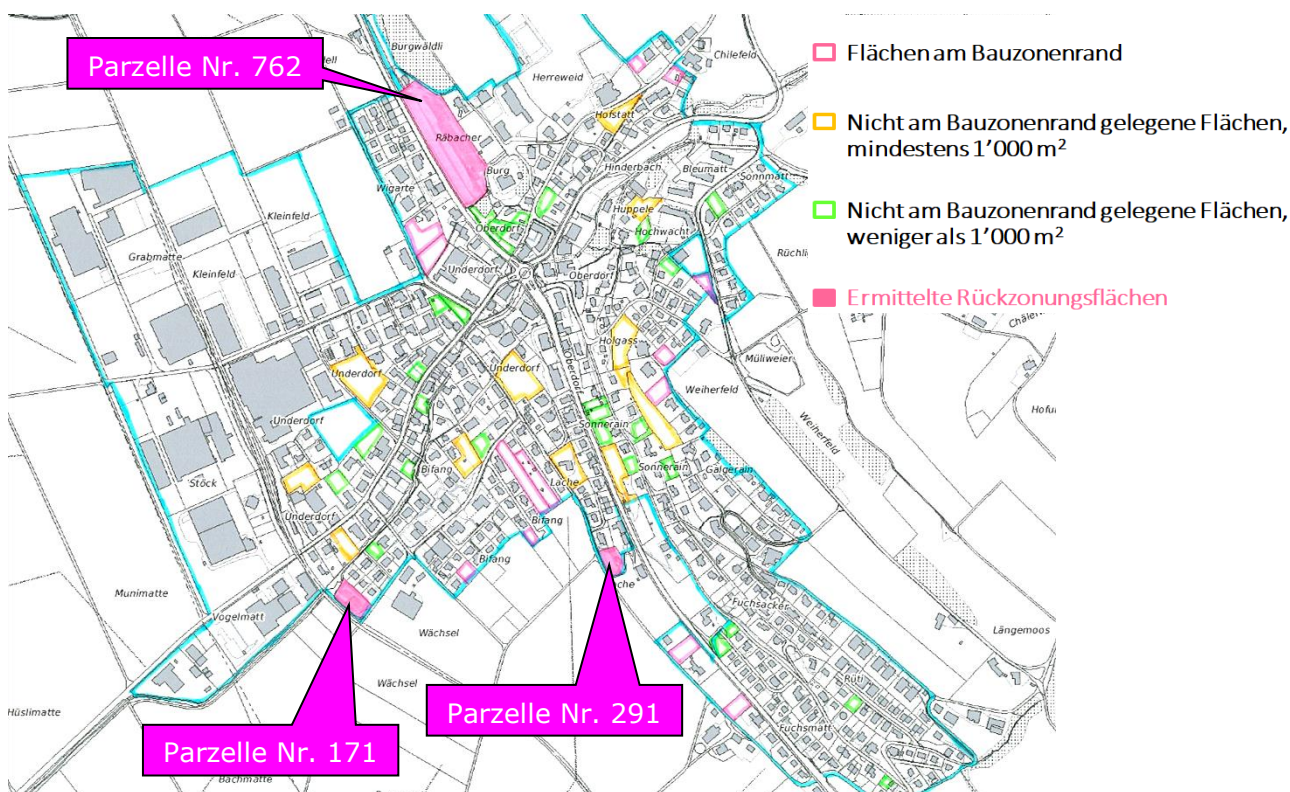 Burgwäldli
Chilefeld
Parzelle Nr. 762
Herreweid
Flächen am Bauzonenrand
Räbacher
Hofstatt
Nicht am Bauzonenrand gelegene Flächen,
mindestens 1’000 m²
Hinderbach
Bleumatt
Sonnmatt
Burg
Wigarte
Kleinfeld
Huppele
Nicht am Bauzonenrand gelegene Flächen,
weniger als 1’000 m²
Oberdorf
Hochwacht
Grabmatte
Kleinfeld
Underdorf
Oberdorf
Ermittelte Rückzonungsflächen
Holgass
Müliweier
Underdorf
Underdorf
Oberdorf
Weiherfeld
Underdorf
Sonnerain
Weiherfeld
Bifang
Sonnerain
Galgerain
Stöck
Lache
Underdorf
Bifang
Bifang
Munimatte
Vogelmatt
Fuchsacker
Wächsel
Längemoos
Wächsel
Rüti
Hüslimatte
Parzelle Nr. 291
Fuchsmatt
Parzelle Nr. 171
Bachmatte